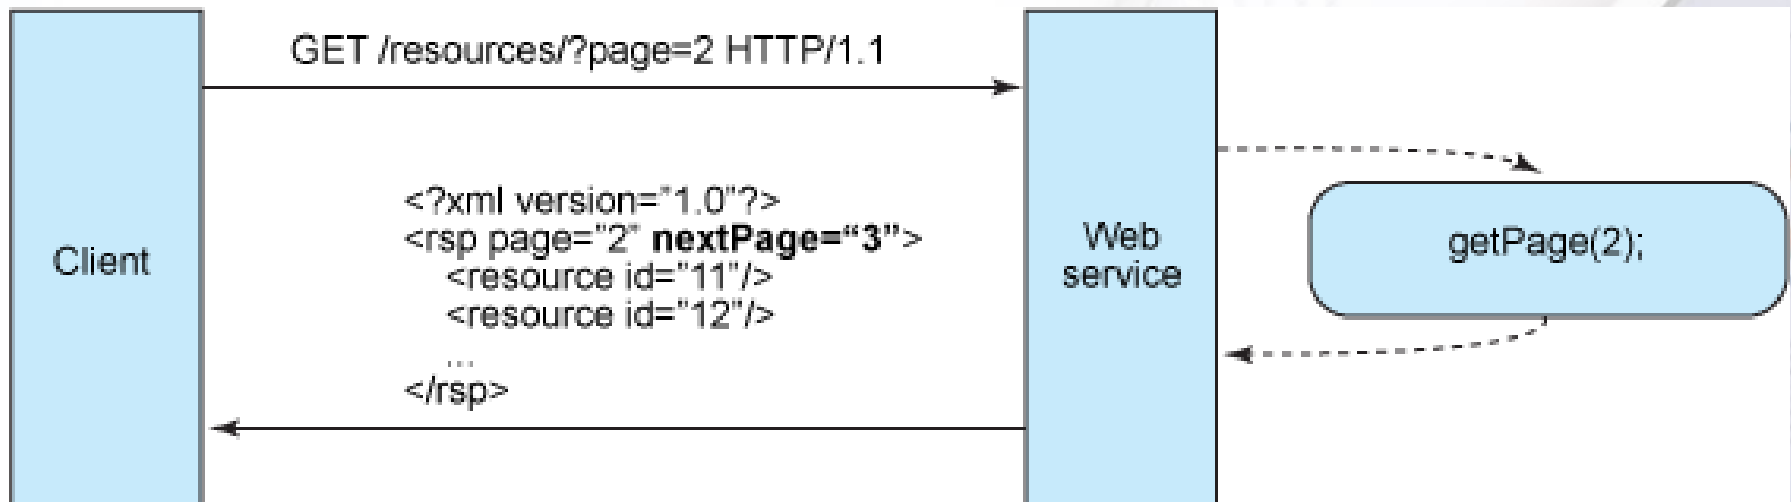 GET /resources/?page=2 HTTP/1.1
<?xml version="1.0"?>
<rsp page="2" nextPage="3">
<resource id="11"/>
<resource id="12"/>
...
</rsp>
Client
Web
service
getPage(2);